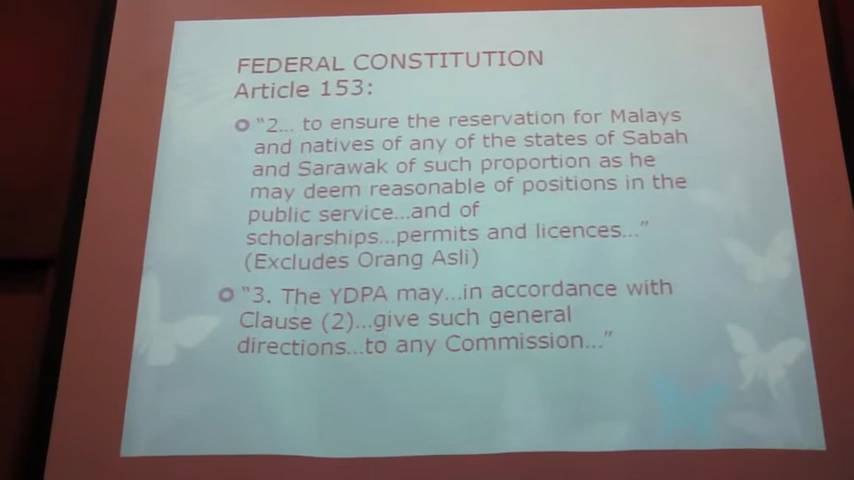 FEDERAL CONSTITUTION
Article 153:
"2... to ensure the reservation for Malays
and natives of any of the states of Sabah
and Sarawak of such proportion as he
may deem reasonable of positions in the
public service...and of
scholarships...permits and licences..."
(Excludes Orang Asli)
"3. The YDPA may...in accordance with
Clause (2)...give such general
directions...to any Commission..."